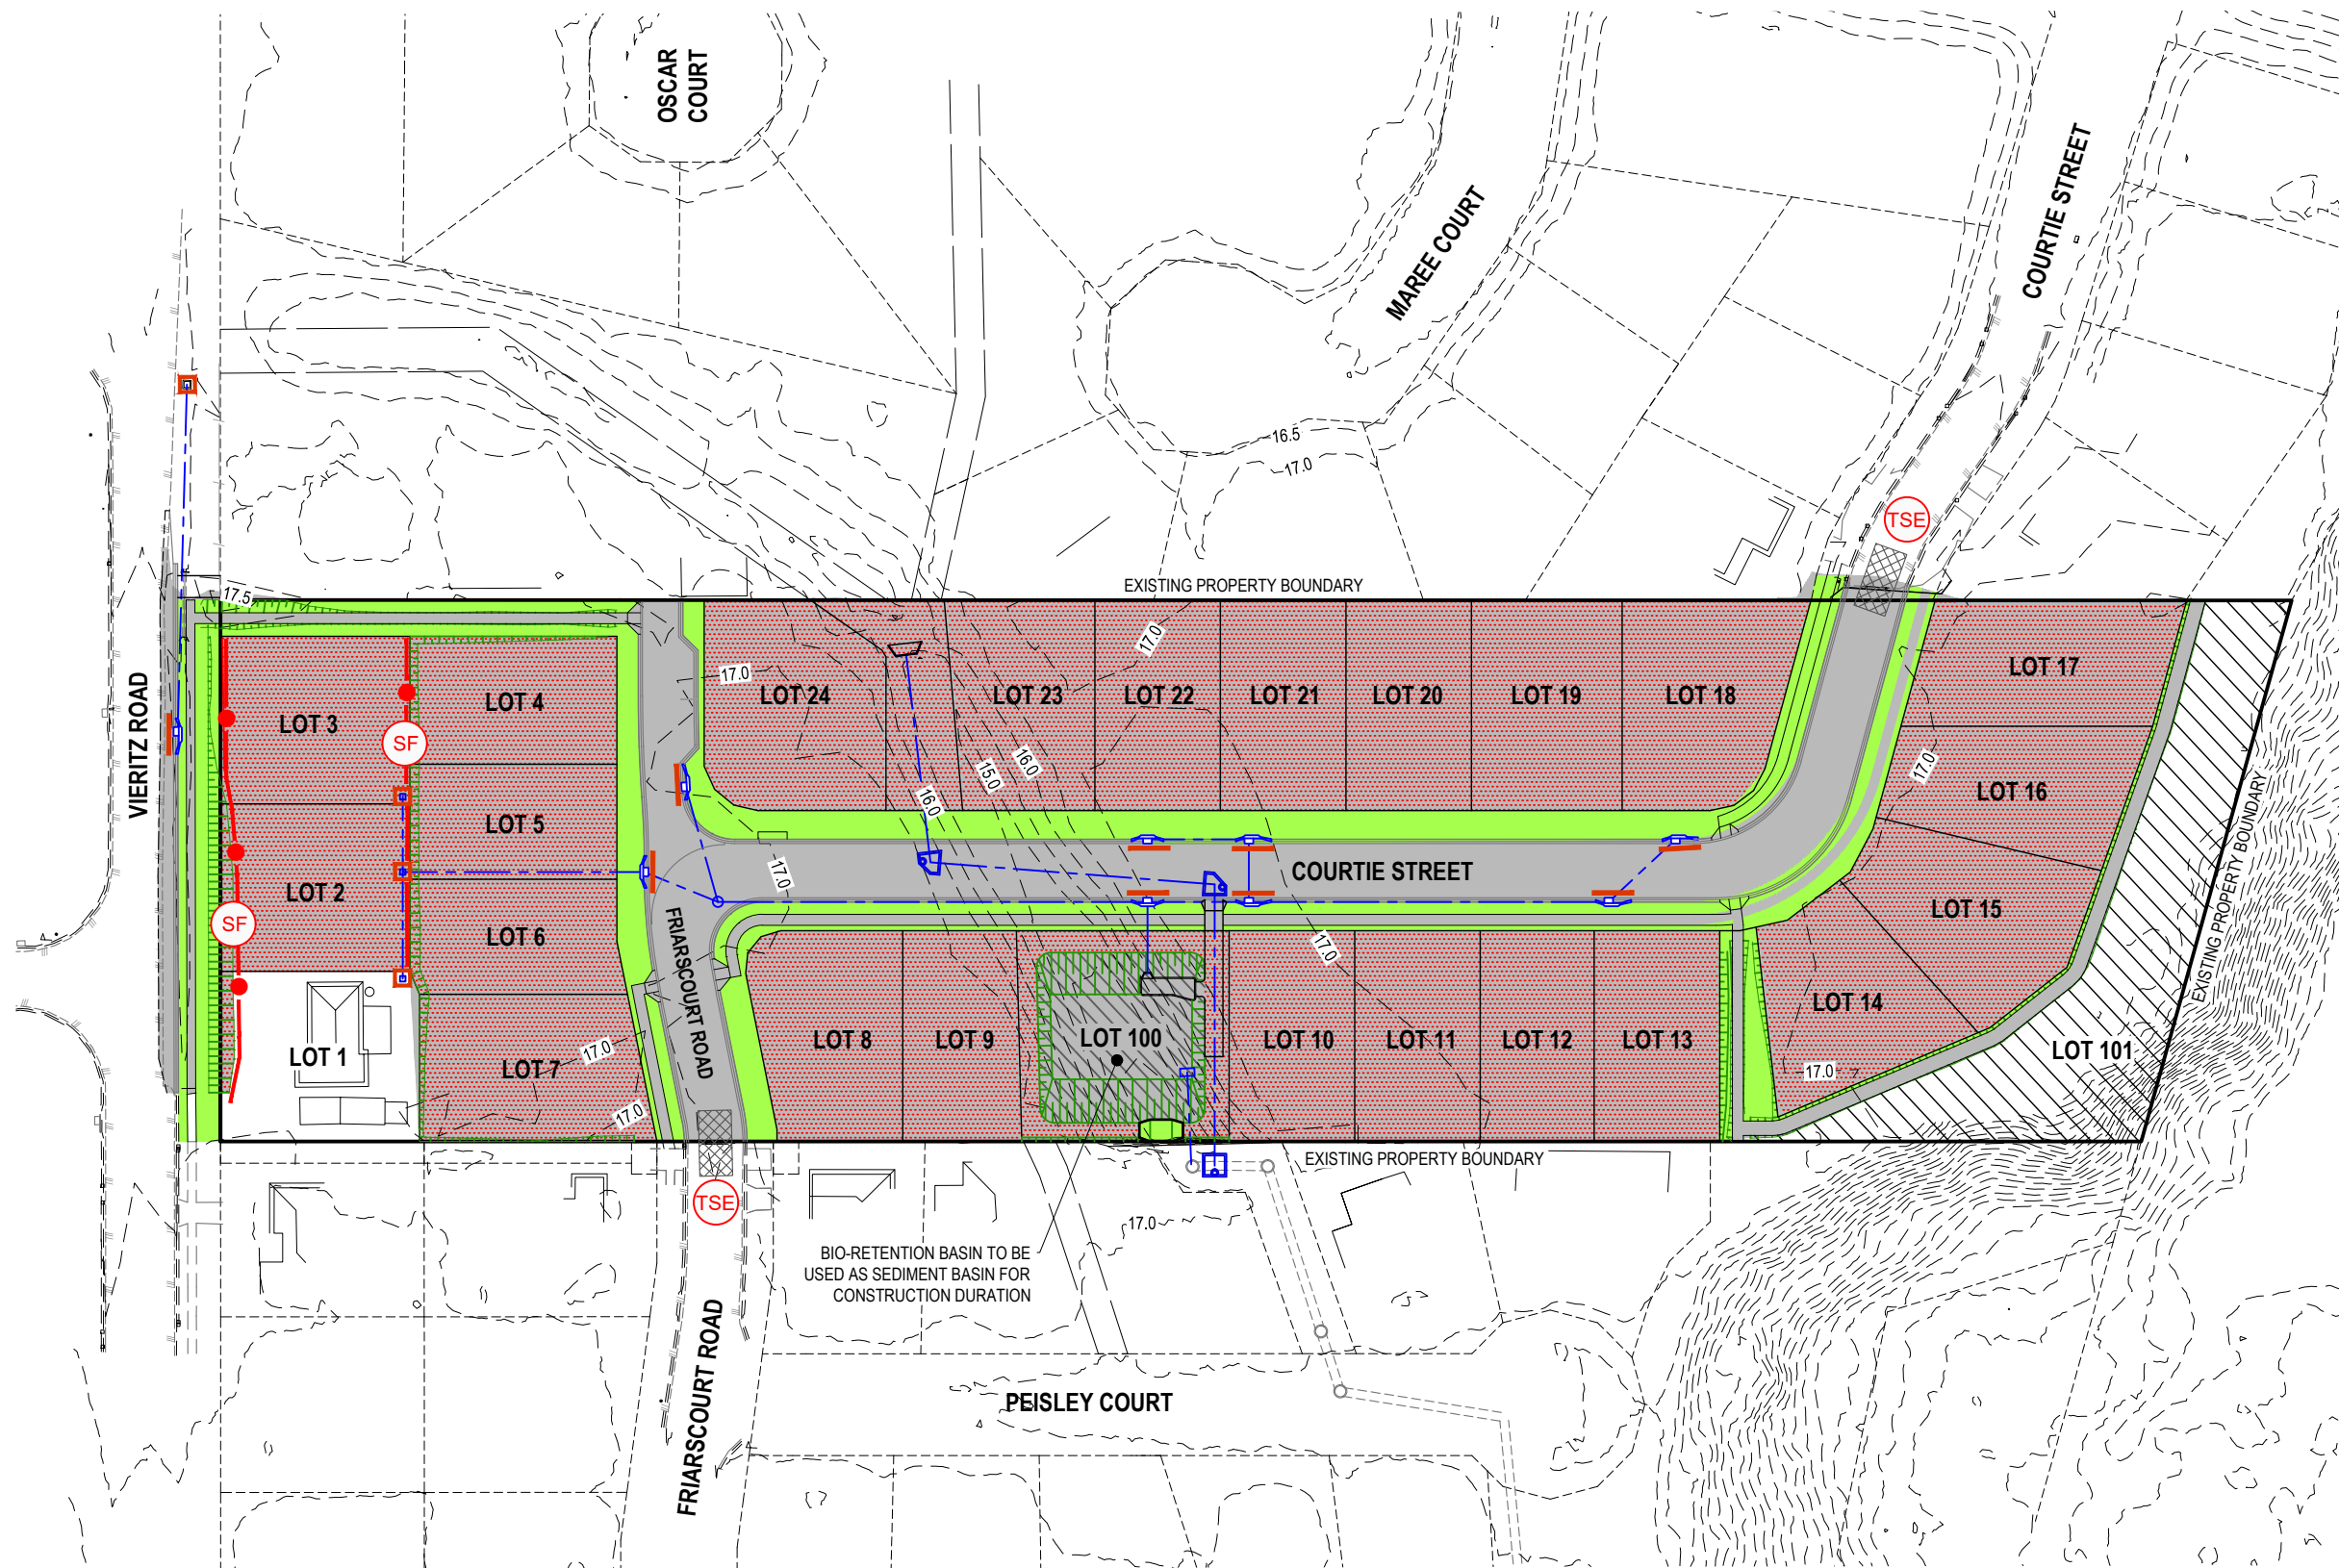 OSCAR
COURT
MAREE COURT
COURTIE STREET
16.5
17.0
TSE
EXISTING PROPERTY BOUNDARY
17.5
VIERITZ ROAD
LOT 3
SF
LOT 4
17.0
LOT 24
LOT 23
LOT 22
17.0
LOT 21
LOT 20
LOT 19
LOT 18
LOT 17
15.0
16.0
16.0
LOT 5
17.0
LOT 16
LOT 2
SF
LOT 6
17.0
COURTIE STREET
LOT 15
EXISTING PROPERTY BOUNDARY
FRIARSCOURT ROAD
17.0
LOT 14
LOT 1
LOT 7
17.0
17.0
LOT 8
LOT 9
LOT 100
LOT 10
LOT 11
LOT 12
LOT 13
17.0
LOT 101
TSE
EXISTING PROPERTY BOUNDARY
17.0
BIO-RETENTION BASIN TO BE
USED AS SEDIMENT BASIN FOR
CONSTRUCTION DURATION
FRIARSCOURT ROAD
PEISLEY COURT